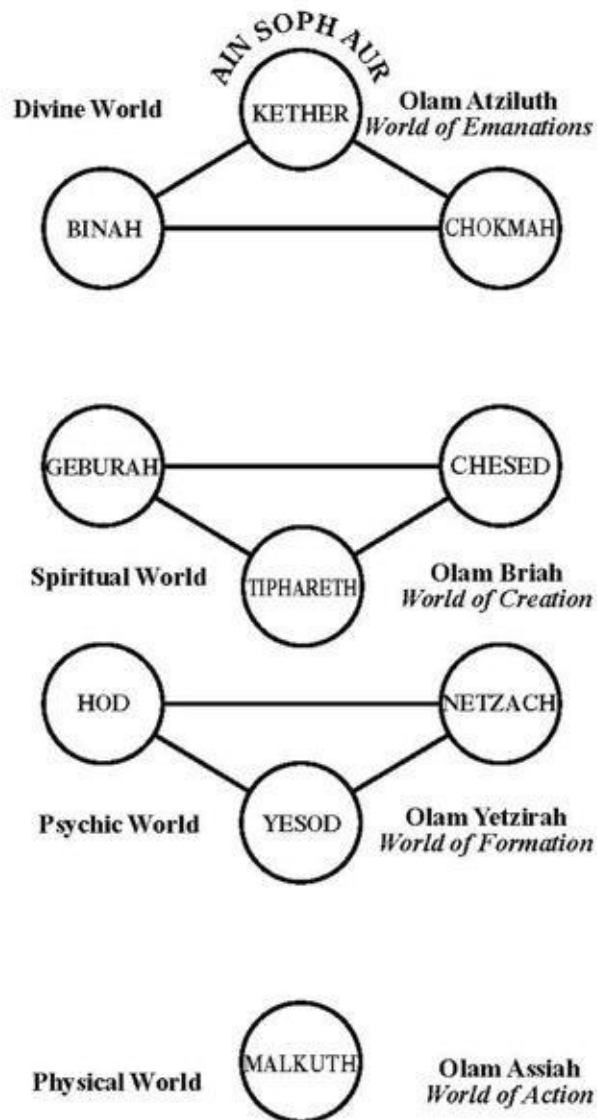 AIN SOPH AUR
KETHER
Divine World
Olam Atziluth
World of Emanations
BINAH
CHOKMAH
GEBURAH
CHESED
TIPHARETH
Spiritual World
Olam Briah
World of Creation
HOD
NETZACH
YESOD
Psychic World
Olam Yetzirah
World of Formation
MALKUTH
Physical World
Olam Assiah
World of Action